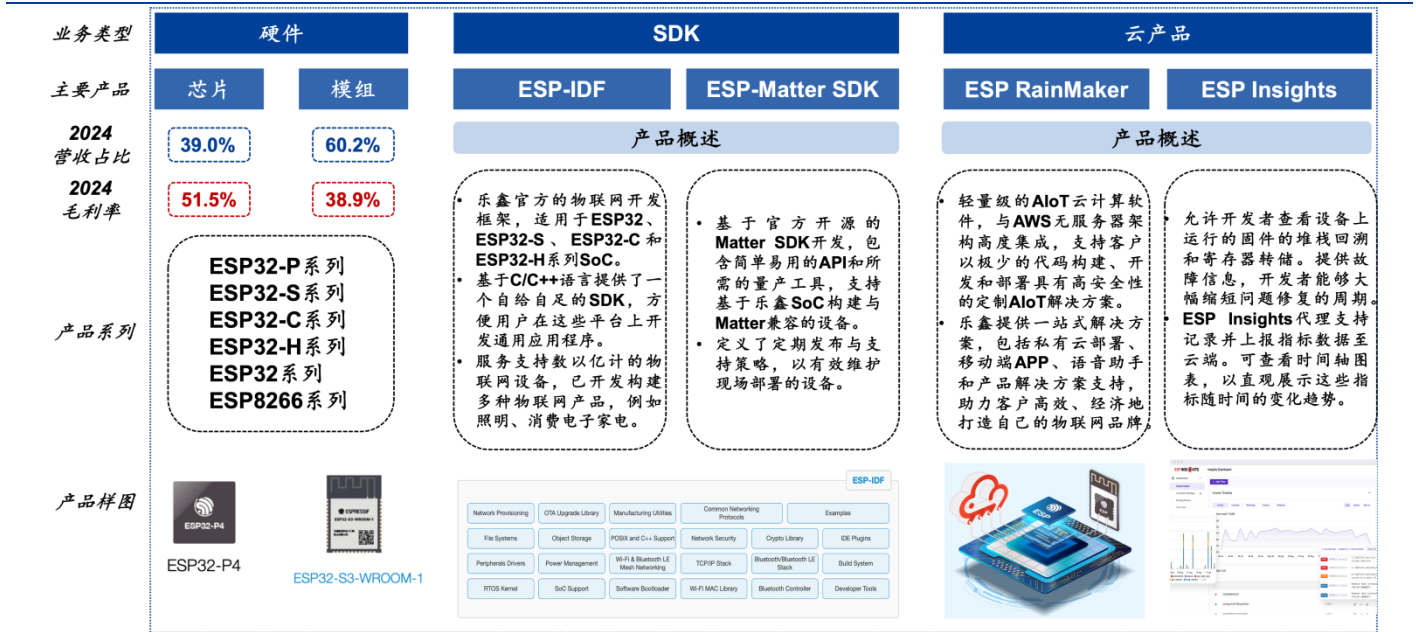 业务类型
硬件
SDK
云产品
主要产品
芯片
模组
ESP-IDF
ESP-Matter SDK
ESP RainMaker
ESP Insights
2024
营收占比
39.0%
60.2%
产品概述
产品概述
2024
毛利率
51.5%
38.9%
产品系列
ESP32-P系列
ESP32-S系列
ESP32-C系列
ESP32-H系列
ESP32系列
ESP8266系列
• 乐鑫官方的物联网开发
框架，适用于ESP32、
ESP32-S、ESP32-C和
ESP32-H系列SoC。
• 基于C/C++语言提供了一
个自给自足的SDK，方
便用户在这些平台上开
发通用应用程序。
• 服务支持数以亿计的物
联网设备，已开发构建
多种物联网产品，例如
照明、消费电子家电。
• 基于官方开源的
Matter SDK开发，包
含简单易用的API和所
需的量产工具，支持
基于乐鑫SoC构建与
Matter兼容的设备。
• 定义了定期发布与支
持策略，以有效维护
现场部署的设备。
• 轻量级的AIoT云计算软
件，与AWS无服务器架
构高度集成，支持客户
以极少的代码构建、开
发和部署具有高安全性
的定制AIoT解决方案。
• 乐鑫提供一站式解决方
案，包括私有云部署、
移动端APP、语音助手
和产品解决方案支持，
助力客户高效、经济地
打造自己的物联网品牌。
• 允许开发者查看设备上
运行的固件的堆栈回溯
和寄存器转储。提供故
障信息，开发者能够大
幅缩短问题修复的周期。
• ESP Insights代理支持
记录并上报指标数据至
云端。可查看时间轴图
表，以直观展示这些指
标随时间的变化趋势。
产品样图
ESP32-P4
ESP32-P4
ESPRESSIF
ESP32-S3-WROOM-1
ESP32-S3-WROOM-1
ESP-IDF
Network Provisioning
OTA Upgrade Library
Manufacturing Utilities
Common Networking
Protocols
Examples
File Systems
Object Storage
POSIX and C++ Support
Network Security
Crypto Library
IDE Plugins
Peripherals Drivers
Power Management
Wi-Fi & Bluetooth LE
Mesh Networking
TCP/IP Stack
Bluetooth/Bluetooth LE
Stack
Build System
RTOS Kernel
SoC Support
Software Bootloader
Wi-Fi MAC Library
Bluetooth Controller
Developer Tools
ESP
ESP INSIGHTS